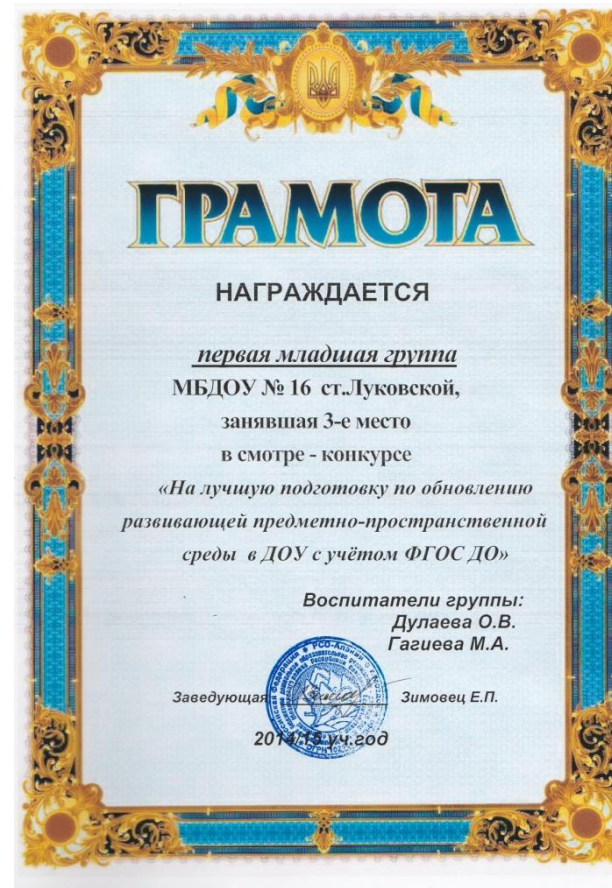 ГРАМОТА
НАГРАЖДАЕТСЯ
первая младшая группа
МБДОУ № 16 ст.Луковской,
занявшая 3-е место
в смотре - конкурсе
«На лучшую подготовку по обновлению
развивающей предметно-пространственной
среды в ДОУ с учётом ФГОС ДО»
Воспитатели группы:
Дулаева О.В.
Гагиева М.А.
Заведующая Зимовец Е.П.
2014/15 уч.год